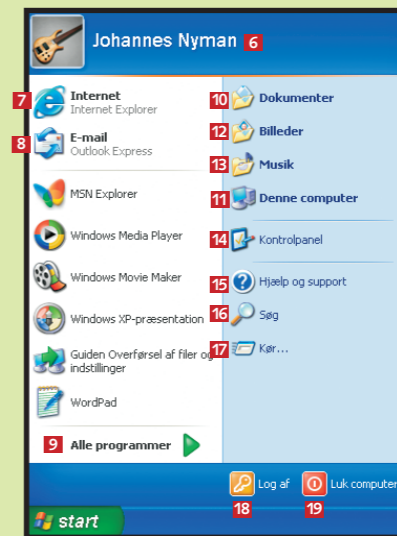 Johannes Nyman 6
7 Internet
Internet Explorer
8 E-mail
Outlook Express
MSN Explorer
Windows Media Player
Windows Movie Maker
Windows XP-præsentation
Guiden Overførsel af filer og
indstillinger
WordPad
9 Alle programmer
10 Dokumenter
12 Billeder
13 Musik
11 Denne computer
14 Kontrolpanel
15 Hjælp og support
16 Søg
17 Kør...
Log af
Luk computer
18
19
start